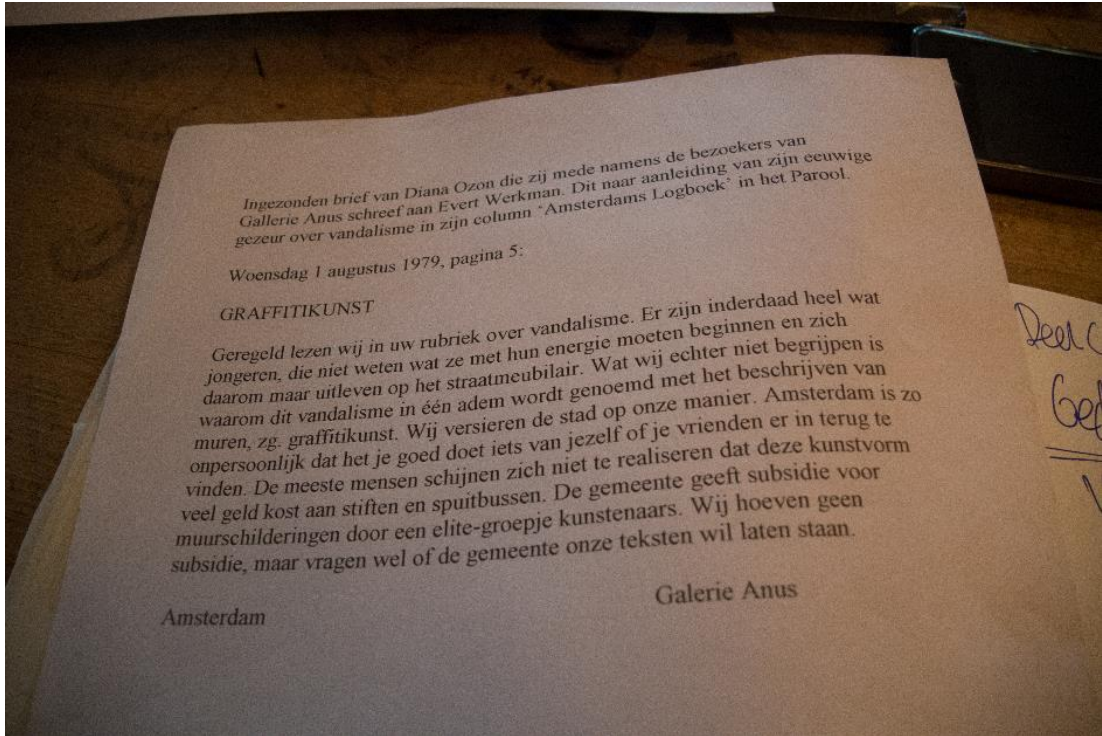 Ingezonden brief van Diana Ozon die zij mede namens de bezoekers van
Gallerie Anus schreef aan Evert Werkman. Dit naar aanleiding van zijn eeuwige
gezeur over vandalisme in zijn column ‘Amsterdams Logboek’ in het Parool.
Woensdag 1 augustus 1979, pagina 5:
GRAFFITIKUNST
Geregeld lezen wij in uw rubriek over vandalisme. Er zijn inderdaad heel wat
jongeren, die niet weten wat ze met hun energie moeten beginnen en zich
daarom maar uitleven op het straatmeubilair. Wat wij echter niet begrijpen is
waarom dit vandalisme in één adem wordt genoemd met het beschrijven van
muren, zg. graffitikunst. Wij versieren de stad op onze manier. Amsterdam is zo
onpersoonlijk dat het je goed doet iets van jezelf of je vrienden er in terug te
vinden. De meeste mensen schijnen zich niet te realiseren dat deze kunstvorm
veel geld kost aan stiften en spuitbussen. De gemeente geeft subsidie voor
muurschilderingen door een elite-groepje kunstenaars. Wij hoeven geen
subsidie, maar vragen wel of de gemeente onze teksten wil laten staan.
Galerie Anus
Amsterdam
Deel
Ged